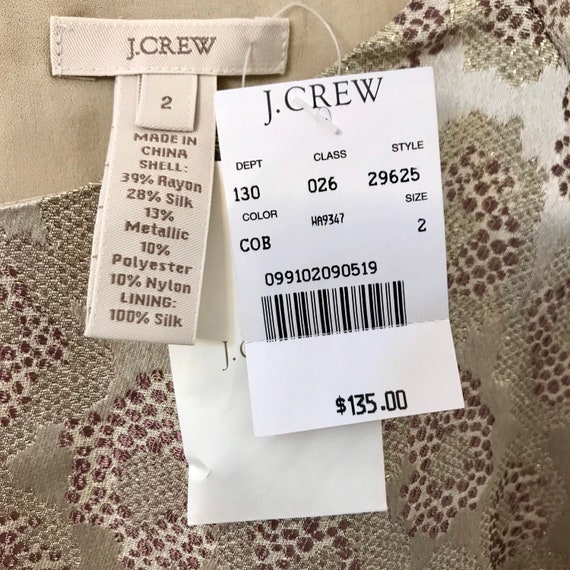 J.CREW
2
MADE IN
CHINA
SHELL:
39% Rayon
28% Silk
13%
Metallic
10%
Polyester
10% Nylon
LINING:
100% Silk
J.CREW
DEPT CLASS STYLE
130 026 29625
COLOR WA9347 SIZE
COB 2
099102090519
$135.00
J.C